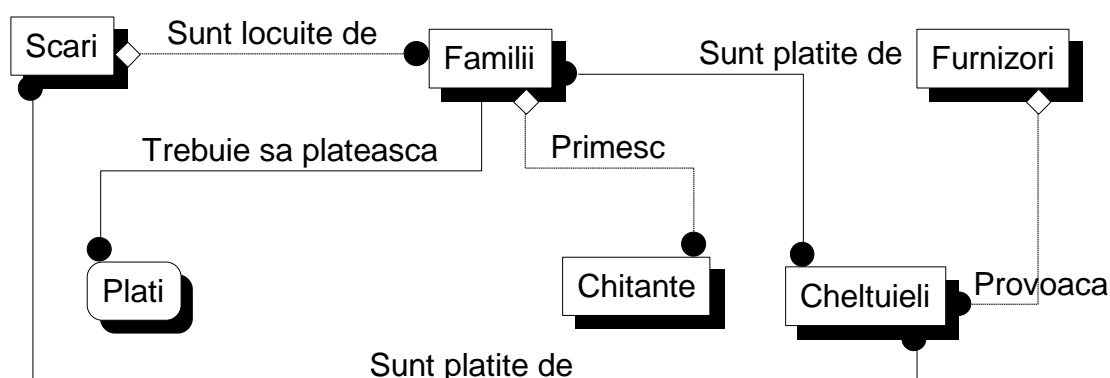 Scari
Sunt locuite de
Familii
Sunt platite de
Furnizori
Trebuie sa plateasca
Primesc
Plati
Chitante
Cheltuieli
Provoaca
Sunt platite de